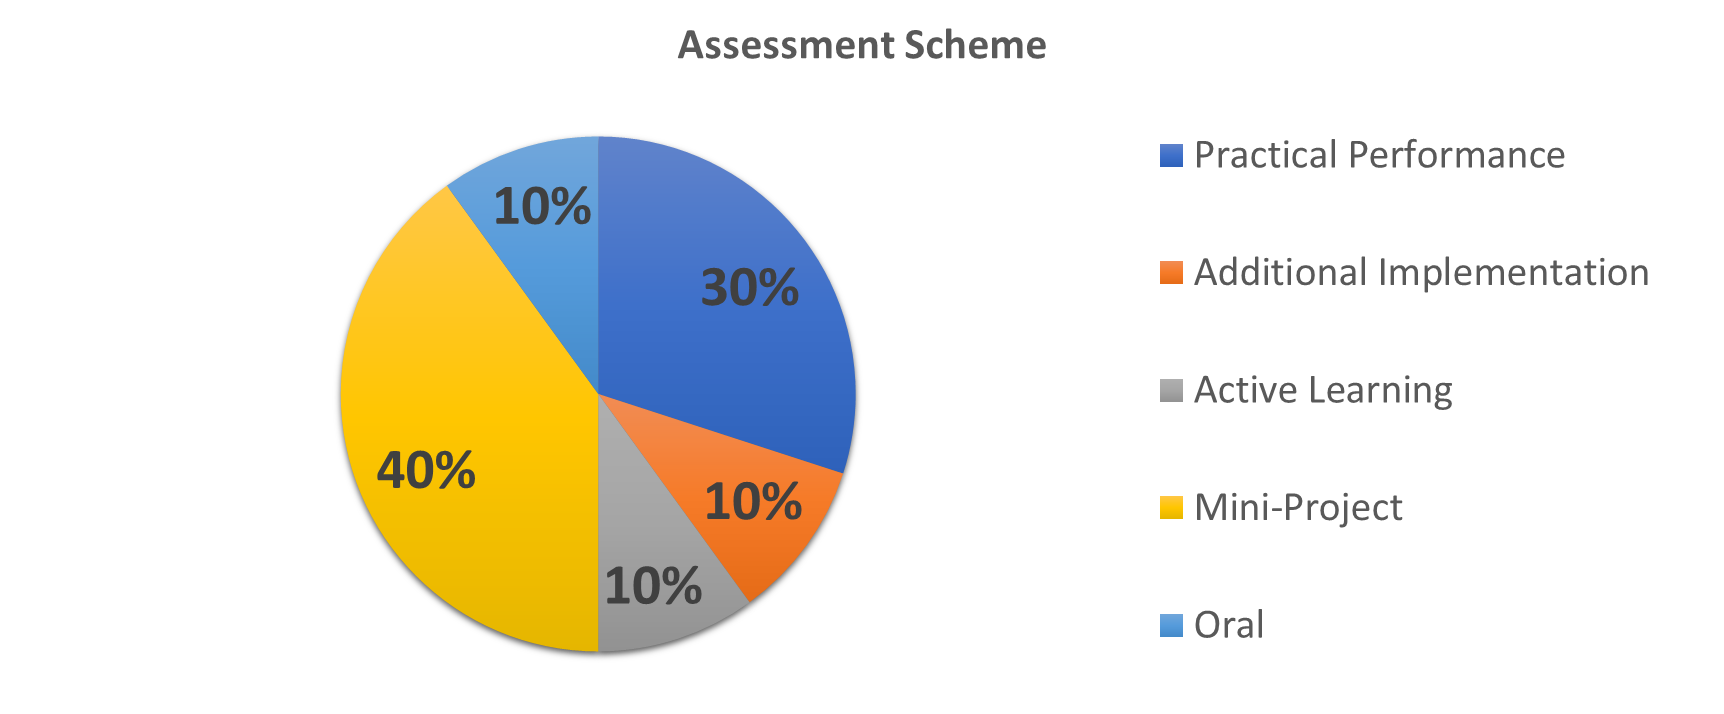 Assessment Scheme
10%
30%
40%
10%
10%
Practical Performance
Additional Implementation
Active Learning
Mini-Project
Oral